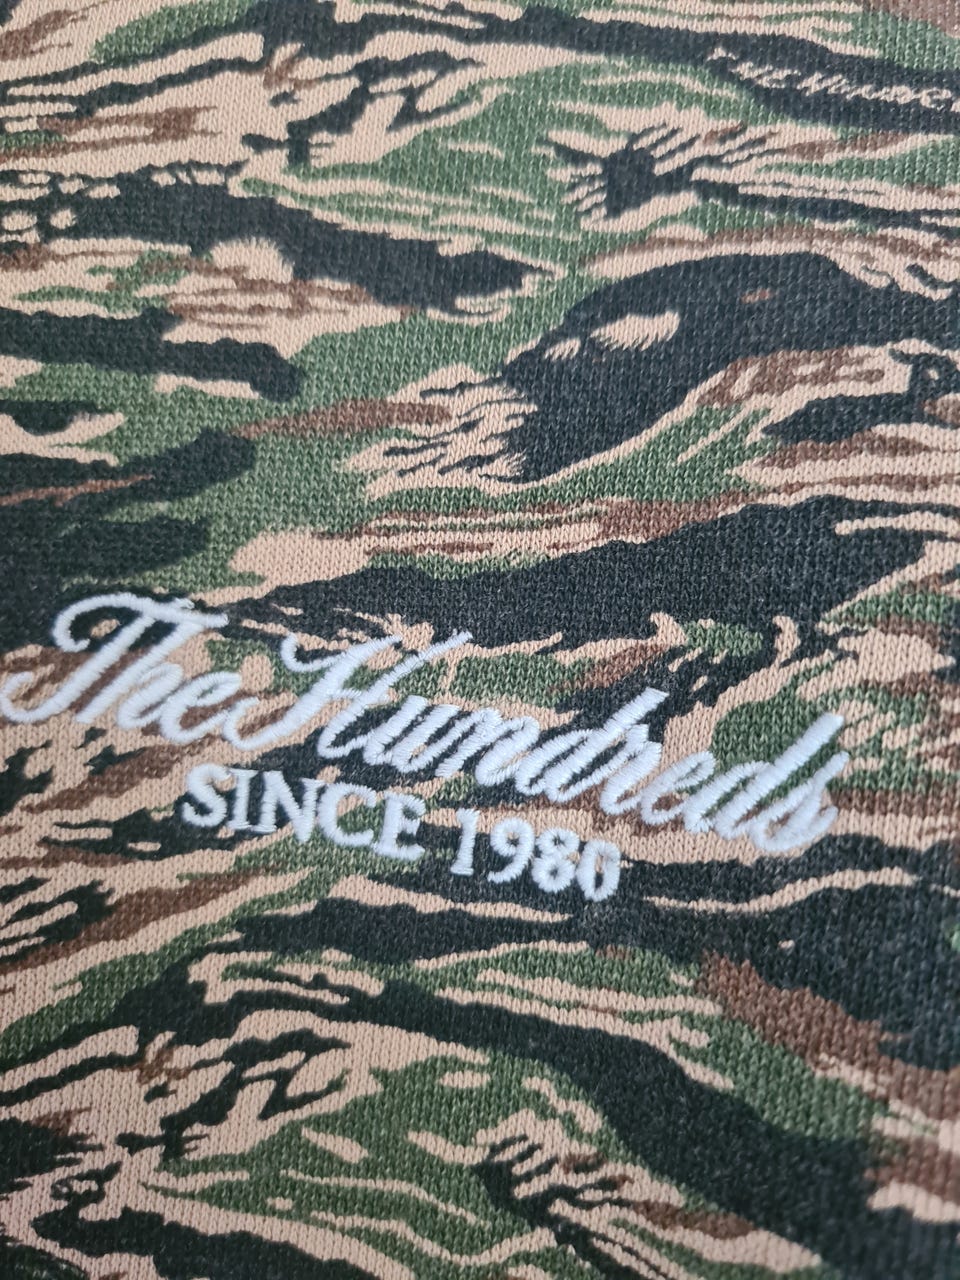 The Hundreds
SINCE 1980